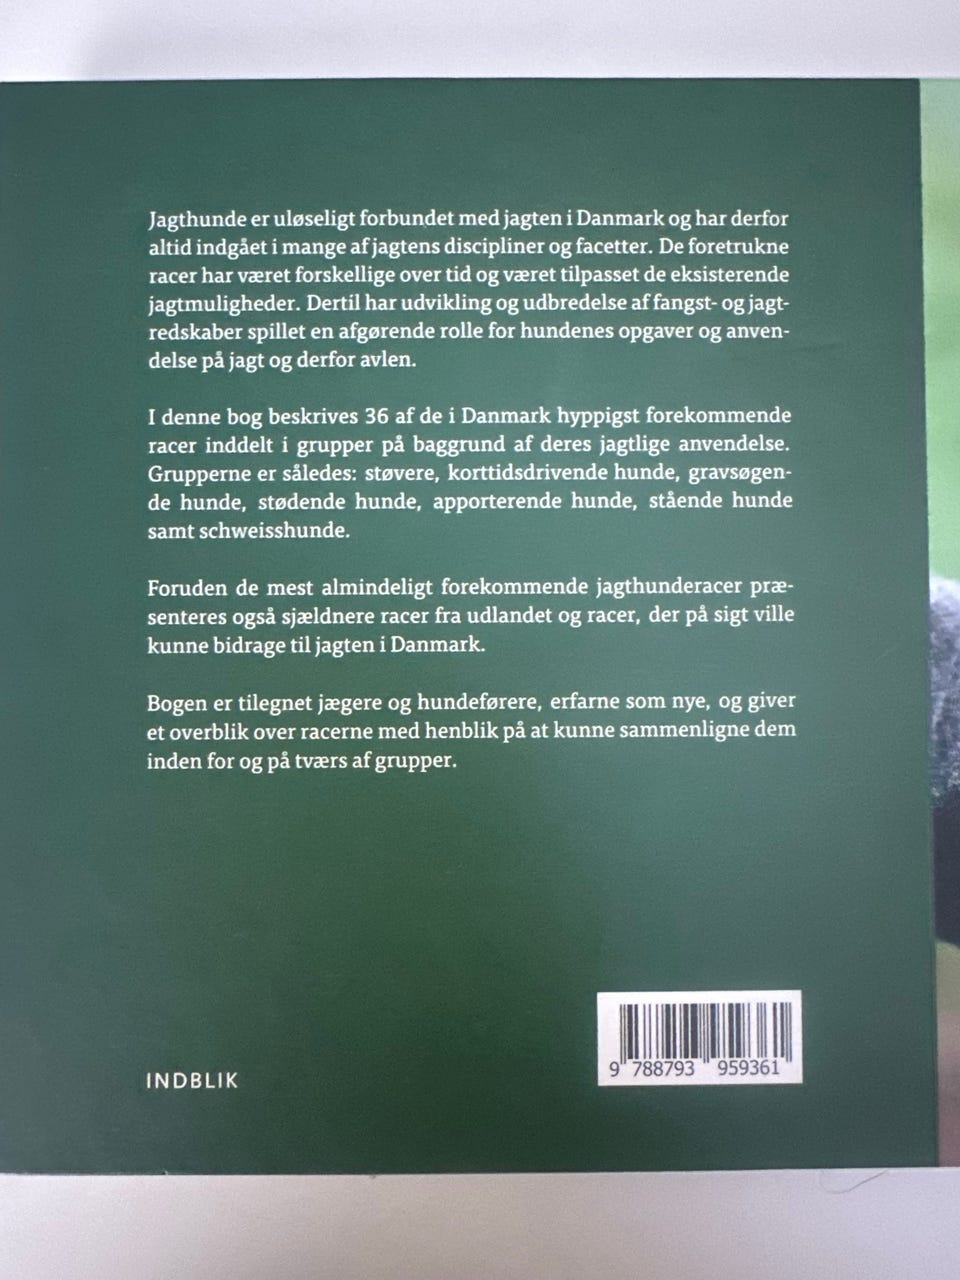 Jagthunde er uløseligt forbundet med jagten i Danmark og har derfor
altid indgået i mange af jagtens discipliner og facetter. De foretrukne
racer har været forskellige over tid og været tilpasset de eksisterende
jagtmuligheder. Dertil har udvikling og udbredelse af fangst- og jagt-
redskaber spillet en afgørende rolle for hundenes opgaver og anven-
delse på jagt og derfor avlen.
I denne bog beskrives 36 af de i Danmark hyppigst forekommende
racer inddelt i grupper på baggrund af deres jagtlige anvendelse.
Grupperne er således: støvere, korttidsdrivende hunde, gravsøgen-
de hunde, stødende hunde, apporterende hunde, stående hunde
samt schweisshunde.
Foruden de mest almindeligt forekommende jagthunderacer præ-
senteres også sjældnere racer fra udlandet og racer, der på sigt ville
kunne bidrage til jagten i Danmark.
Bogen er tilegnet jægere og hundeførere, erfarne som nye, og giver
et overblik over racerne med henblik på at kunne sammenligne dem
inden for og på tværs af grupper.
INDBLIK
9 788793 959361